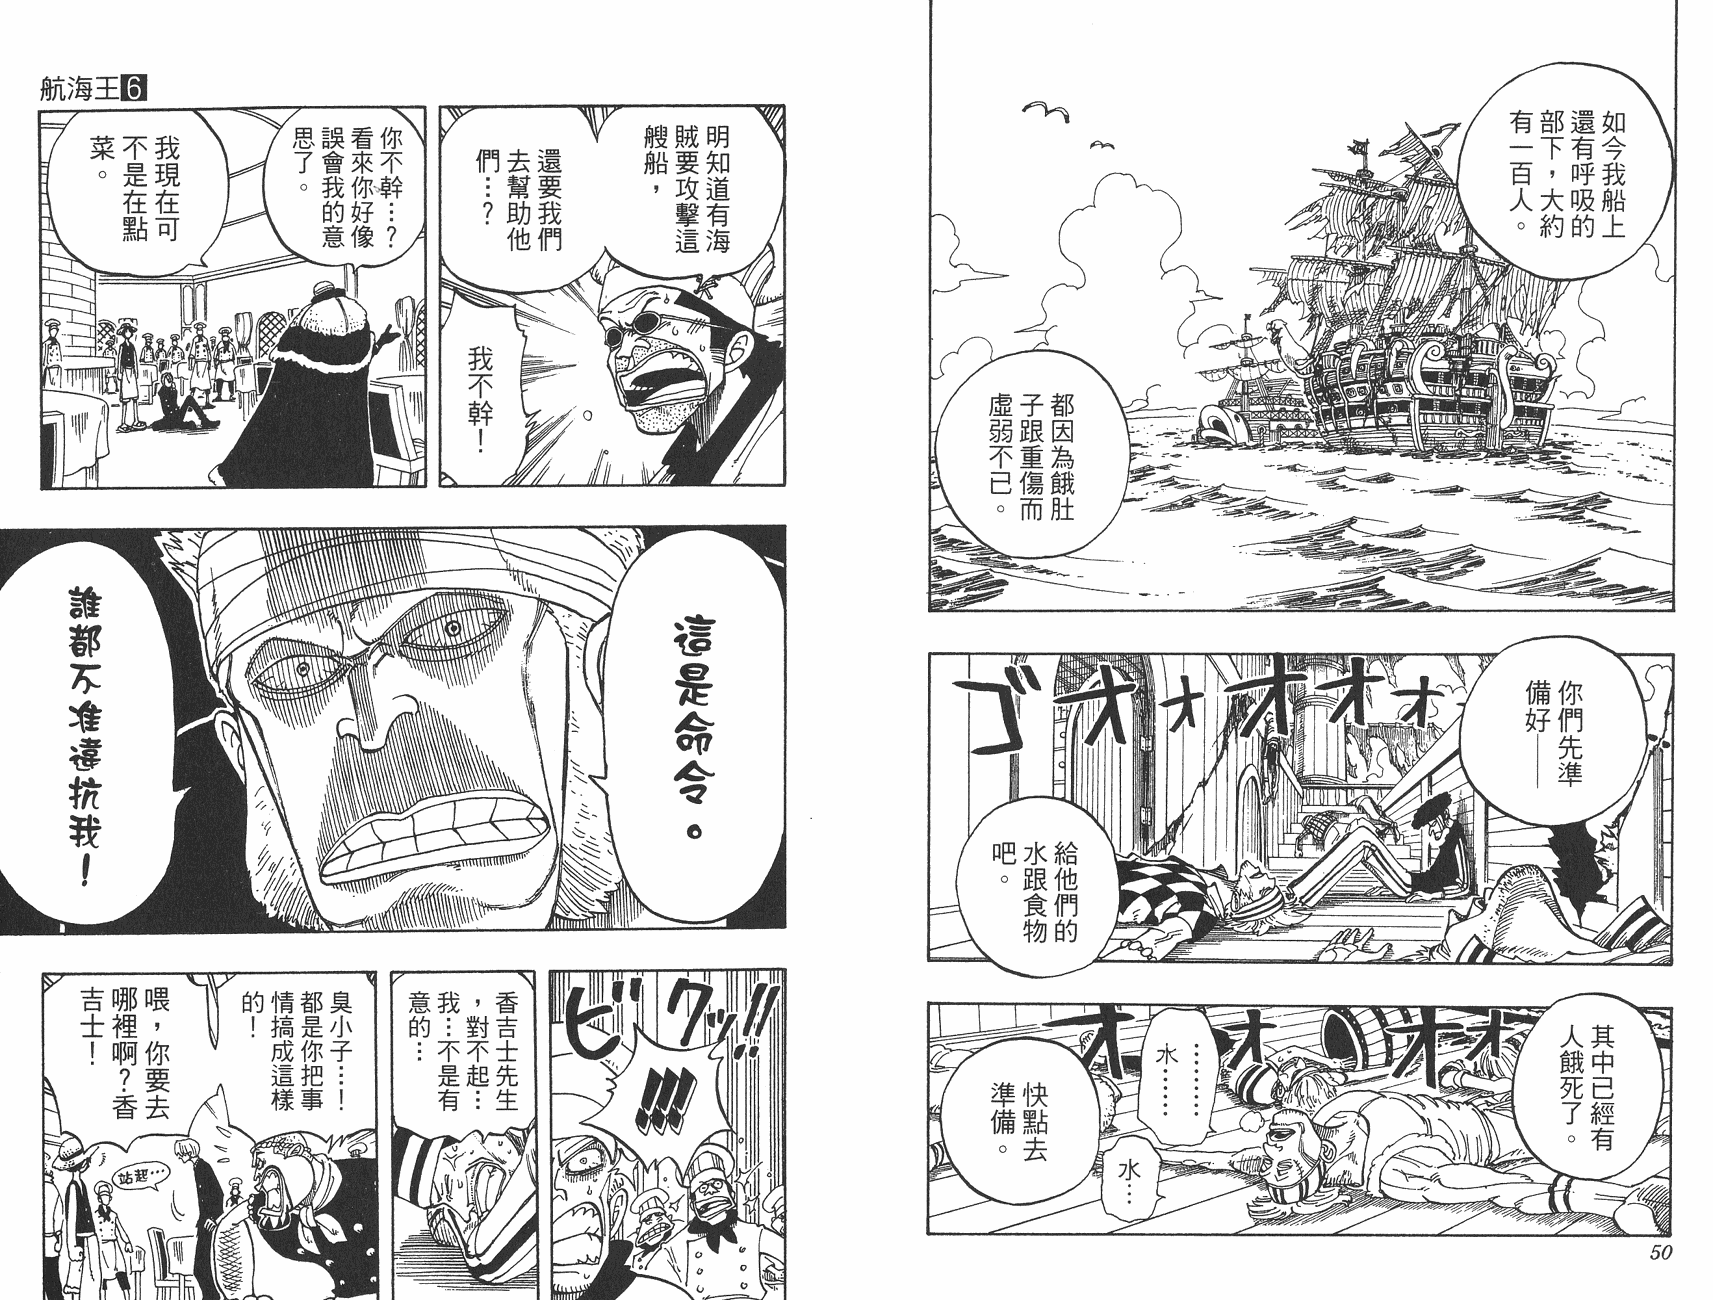 如今我船上
還有呼吸的
部下，大約
有一百人。
都因為餓肚
子跟重傷而
虛弱不已。
你們先準
備好──
ゴオオオオオ
給他們的
水跟食物
吧。
其中已經有
人餓死了。
オオオオ
………
水……
水…
快點去
準備。
50
航海王6
明知道有海
賊要攻擊這
艘船，
還要我們
去幫助他
們…？
我不幹！
你不幹…？
看來你好像
誤會我的意
思了。
我現在可
不是在點
菜。
這是命令。
誰都不准違抗我！
ビクッ!!
!!!
香吉士先生
，對不起…
我…不是有
意的…
臭小子…！
都是你把事
情搞成這樣
的！
喂，你要去
哪裡啊？香
吉士！
站起…